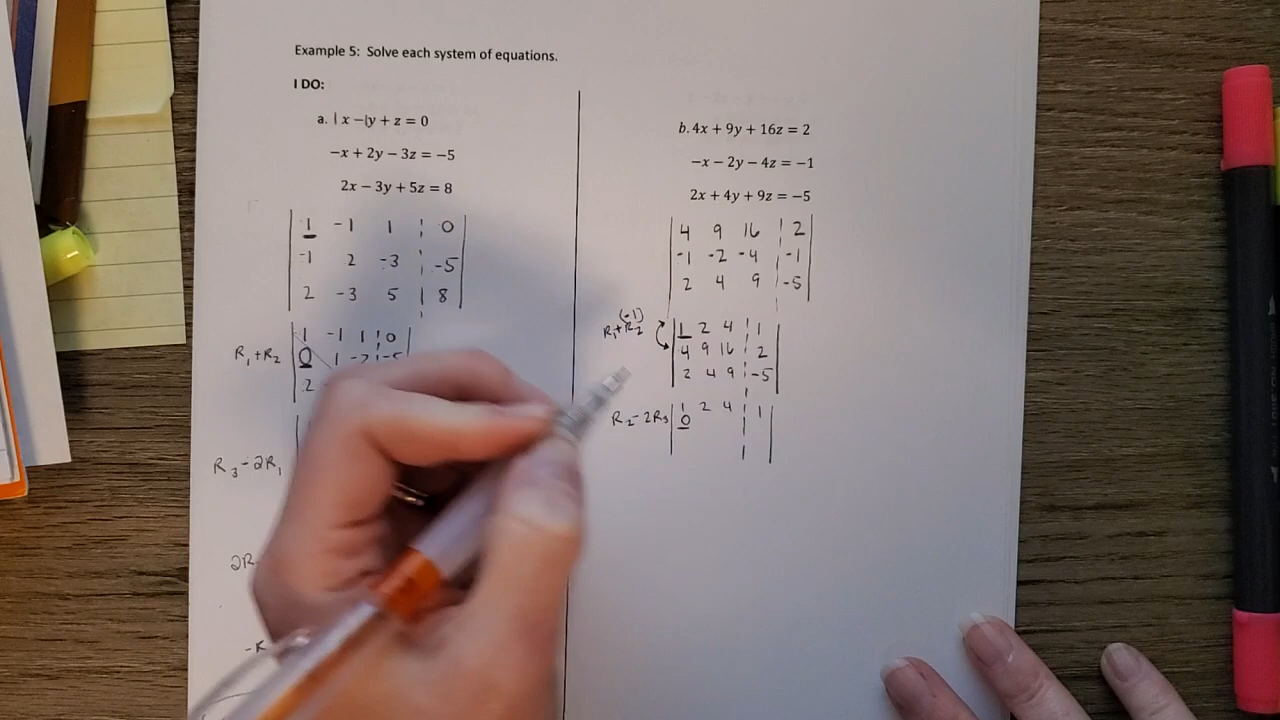 Example 5: Solve each system of equations.
I DO:
a. 1x −1y + z = 0
−x + 2y − 3z = −5
2x − 3y + 5z = 8
1 -1 1 0
-1 2 -3 -5
2 -3 5 8
1 -1 1 0
R₁+R₂ 0 1 -2 -5
2
R₃-2R₁
2R
b. 4x + 9y + 16z = 2
−x − 2y − 4z = −1
2x + 4y + 9z = −5
4 9 16 2
-1 -2 -4 -1
2 4 9 -5
(-1)
R₁+R₂ 1 2 4 1
4 9 16 2
2 4 9 -5
1 2 4 1
R₂-2R₃ 0